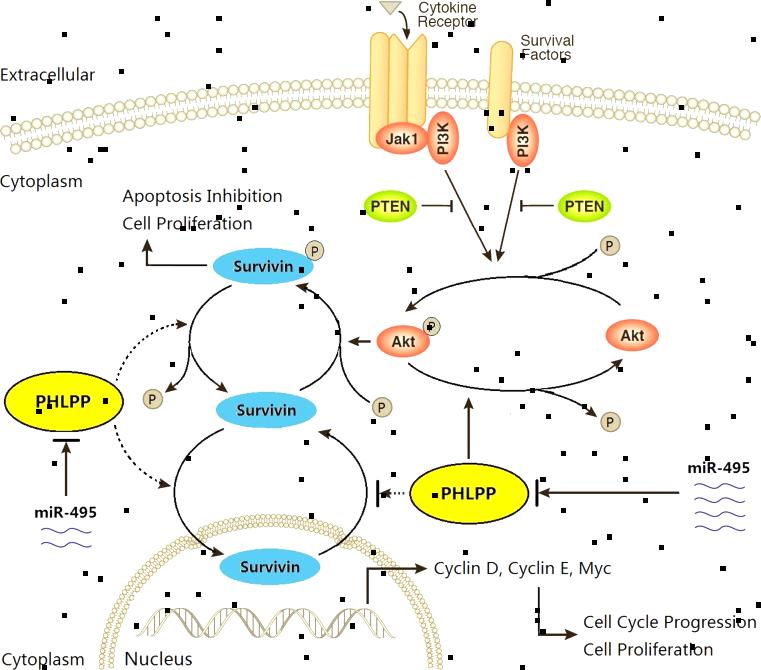 Cytokine
Receptor
Survival
Factors
Extracellular
Jak1
PI3K
PI3K
Cytoplasm
PTEN
PTEN
Apoptosis Inhibition
Cell Proliferation
P
Survivin
P
P
Akt
Akt
PHLPP
P
Survivin
P
P
miR-495
PHLPP
miR-495
Survivin
Cyclin D, Cyclin E, Myc
Cell Cycle Progression
Cell Proliferation
Cytoplasm
Nucleus